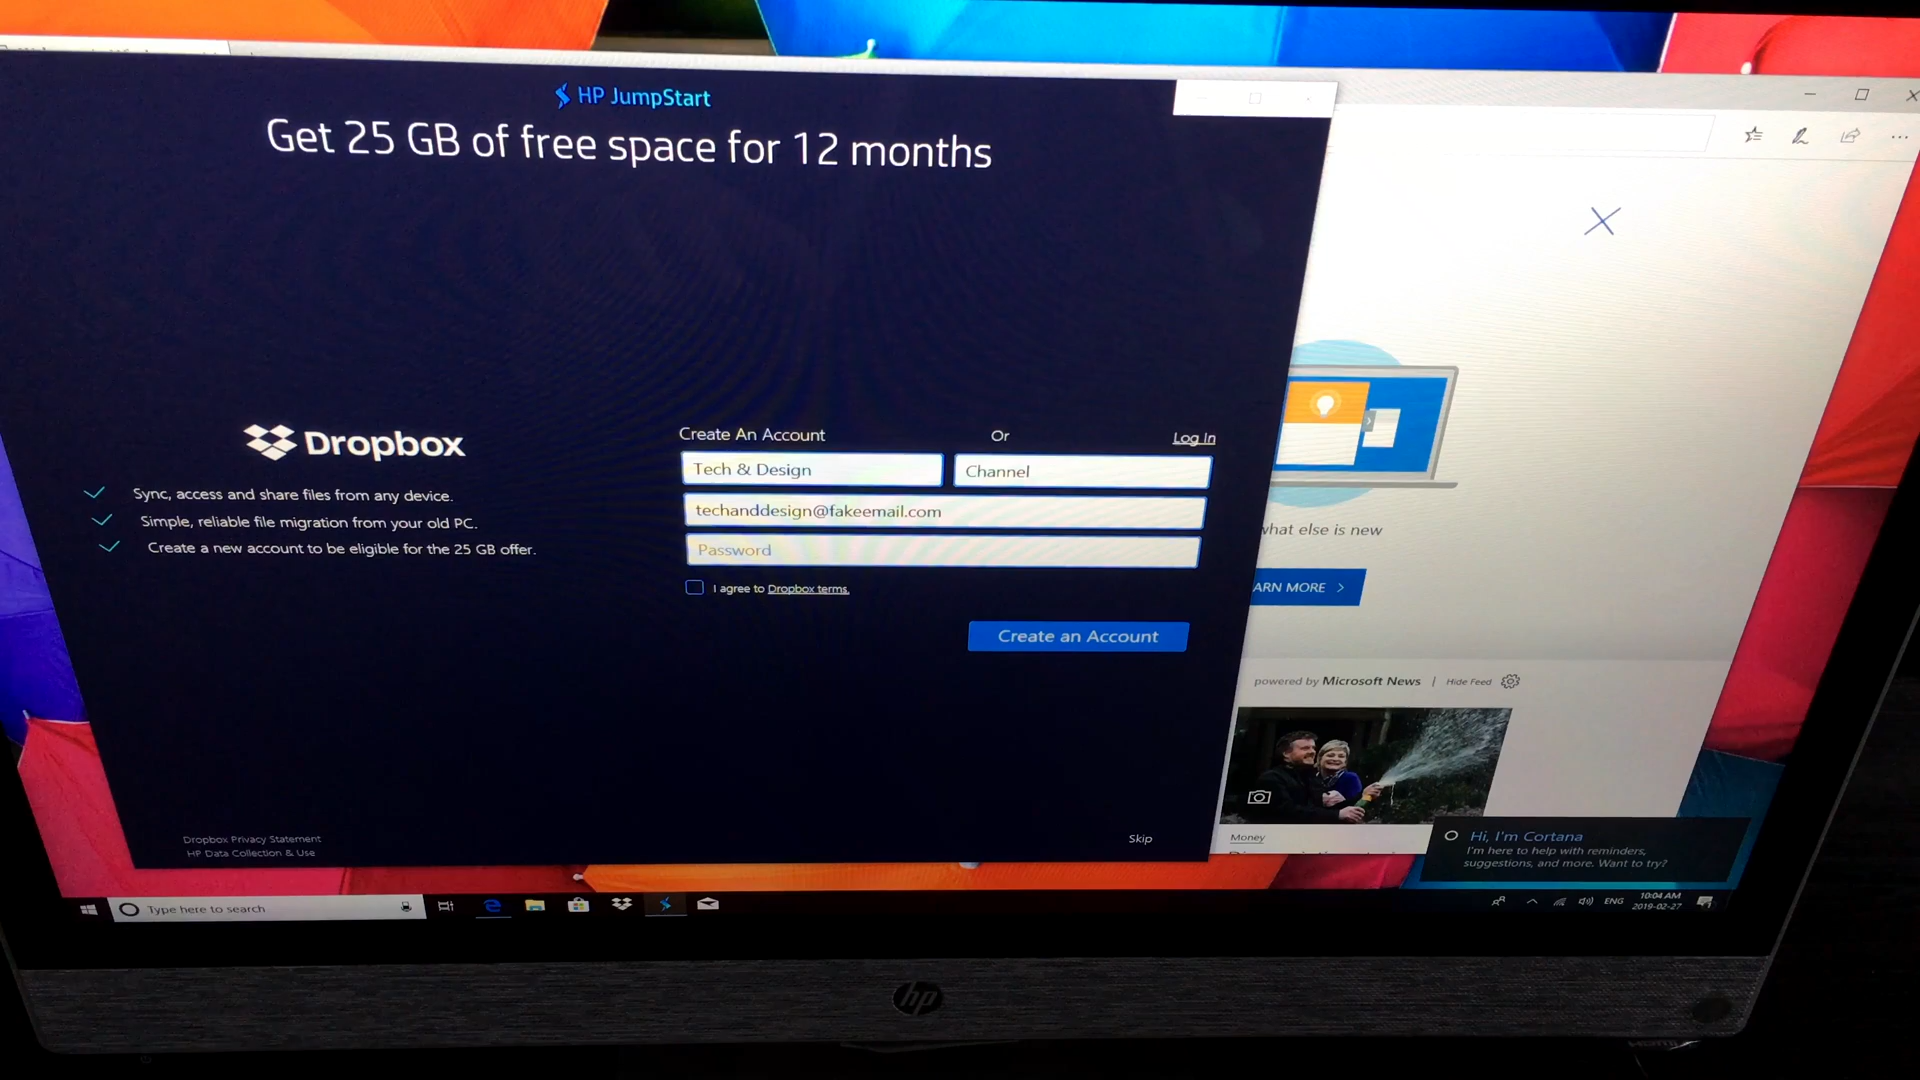 HP JumpStart
Get 25 GB of free space for 12 months
Dropbox
Sync, access and share files from any device.
Simple, reliable file migration from your old PC.
Create a new account to be eligible for the 25 GB offer.
Create An Account
Or
Log In
Tech & Design
Channel
techanddesign@fakeemail.com
Password
I agree to Dropbox terms.
Create an Account
Dropbox Privacy Statement
HP Data Collection & Use
Skip
what else is new
ARN MORE >
powered by Microsoft News | Hide Feed
Money
Hi, I'm Cortana
I'm here to help with reminders,
suggestions, and more. Want to try?
Type here to search
ENG
10:04 AM
2019-02-27
hp